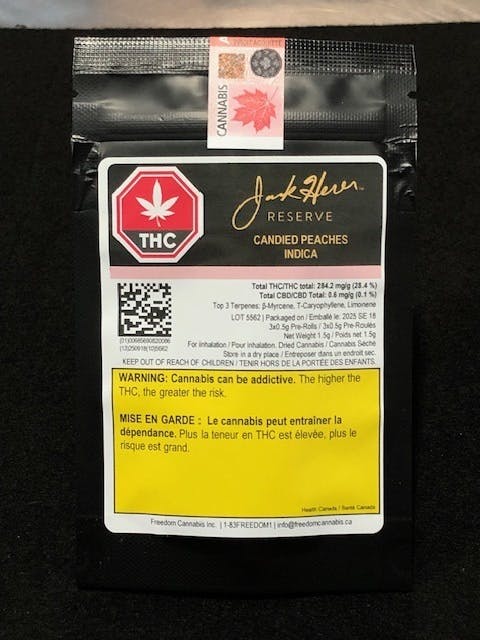 CANNABIS
THC
Jack Herer
RESERVE
CANDIED PEACHES
INDICA
Total THC/THC total: 284.2 mg/g (28.4 %)
Total CBD/CBD Total: 0.6 mg/g (0.1 %)
Top 3 Terpenes: β-Myrcene, T-Caryophyllene, Limonene
LOT 5562 | Packaged on / Emballé le: 2025 SE 18
3x0.5g Pre-Rolls / 3x0.5g Pré-Roulés
Net Weight 1.5g / Poids net 1.5g
For inhalation / Pour inhalation. Dried Cannabis / Cannabis Séché
Store in a dry place / Entreposer dans un endroit sec.
KEEP OUT OF REACH OF CHILDREN / TENIR HORS DE LA PORTÉE DES ENFANTS.
WARNING: Cannabis can be addictive. The higher the
THC, the greater the risk.
MISE EN GARDE : Le cannabis peut entraîner la
dépendance. Plus la teneur en THC est élevée, plus le
risque est grand.
Health Canada / Santé Canada
Freedom Cannabis Inc. | 1-83FREEDOM1 | info@freedomcannabis.ca